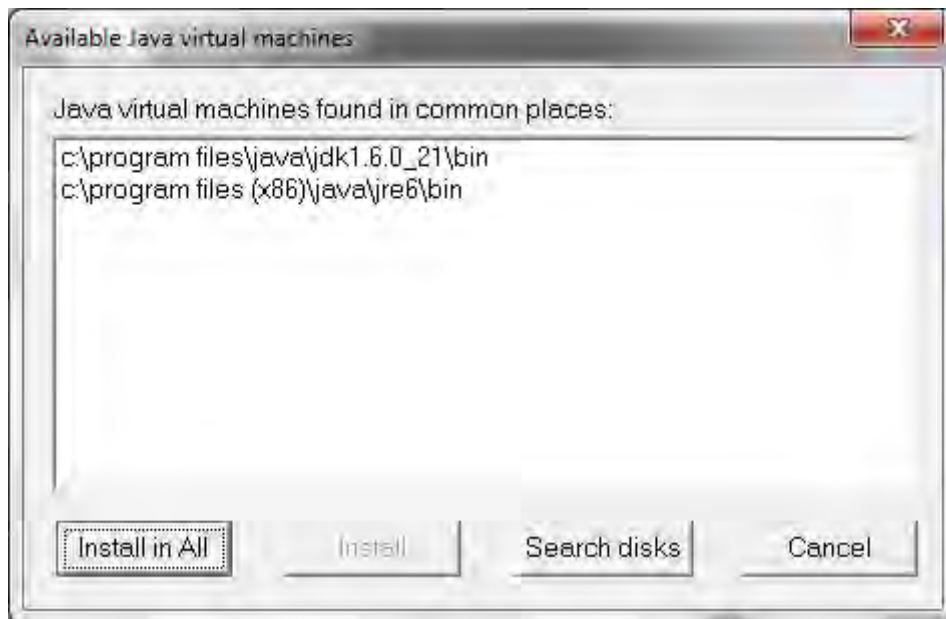 Available Java virtual machines
Java virtual machines found in common places:
c:\program files\java\jdk1.6.0_21\bin
c:\program files (x86)\java\jre6\bin
Install in All
Install
Search disks
Cancel